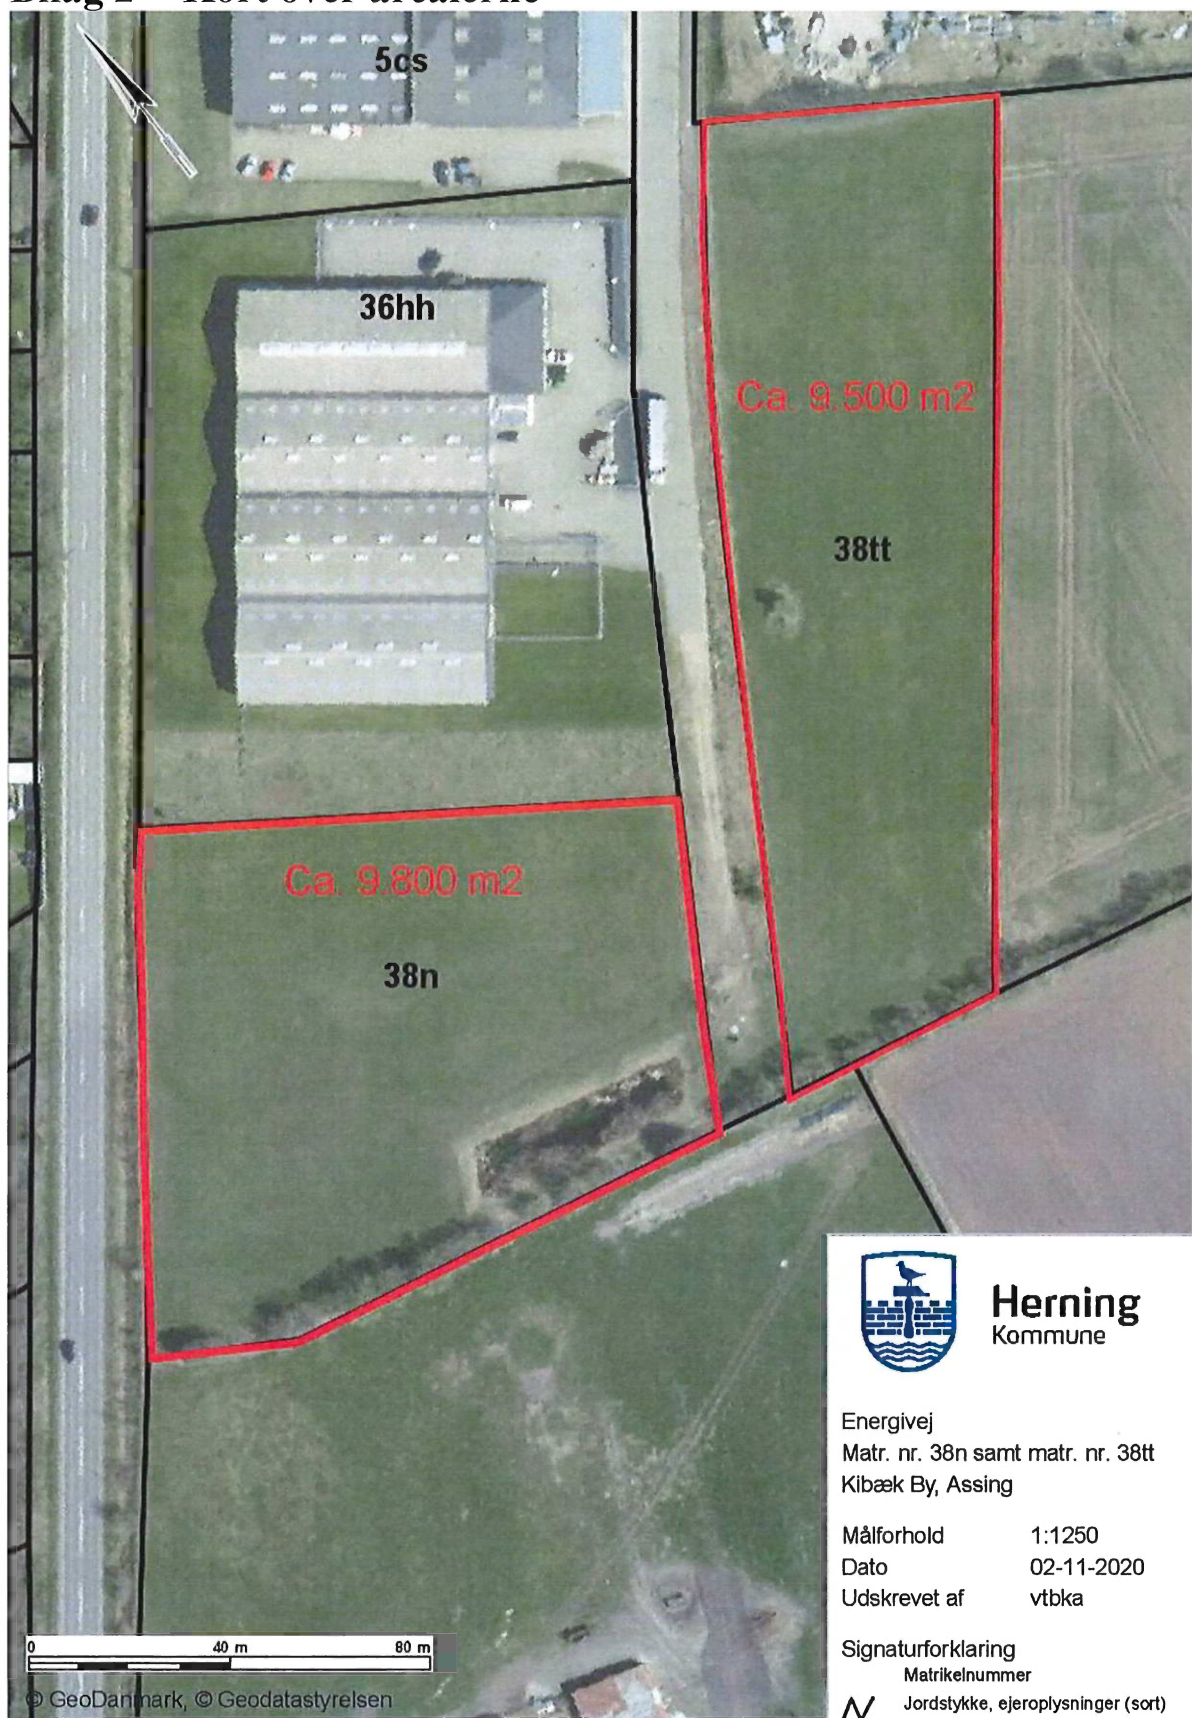 5cs
36hh
Ca. 9.500 m2
38tt
Ca. 9.800 m2
38n
Herning
Kommune
Energivej
Matr. nr. 38n samt matr. nr. 38tt
Kibæk By, Assing
Målforhold 1:1250
Dato 02-11-2020
Udskrevet af vtbka
Signaturforklaring
Matrikelnummer
Jordstykke, ejeroplysninger (sort)
0 40 m 80 m
© GeoDanmark, © Geodatastyrelsen